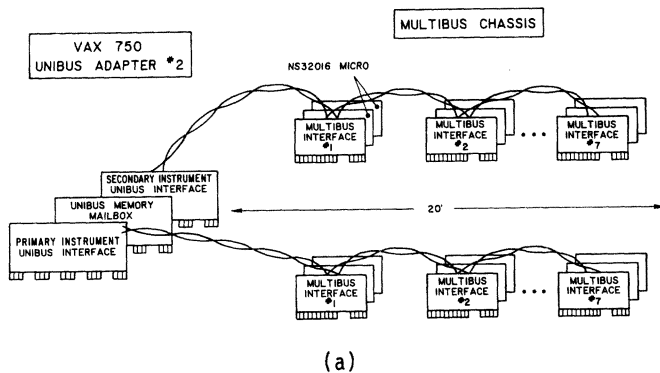 VAX 750
UNIBUS ADAPTER #2
MULTIBUS CHASSIS
NS32016 MICRO
MULTIBUS
INTERFACE
#1
MULTIBUS
INTERFACE
#2
MULTIBUS
INTERFACE
#7
SECONDARY INSTRUMENT
UNIBUS INTERFACE
UNIBUS MEMORY
MAILBOX
PRIMARY INSTRUMENT
UNIBUS INTERFACE
20'
MULTIBUS
INTERFACE
#1
MULTIBUS
INTERFACE
#2
MULTIBUS
INTERFACE
#7
(a)